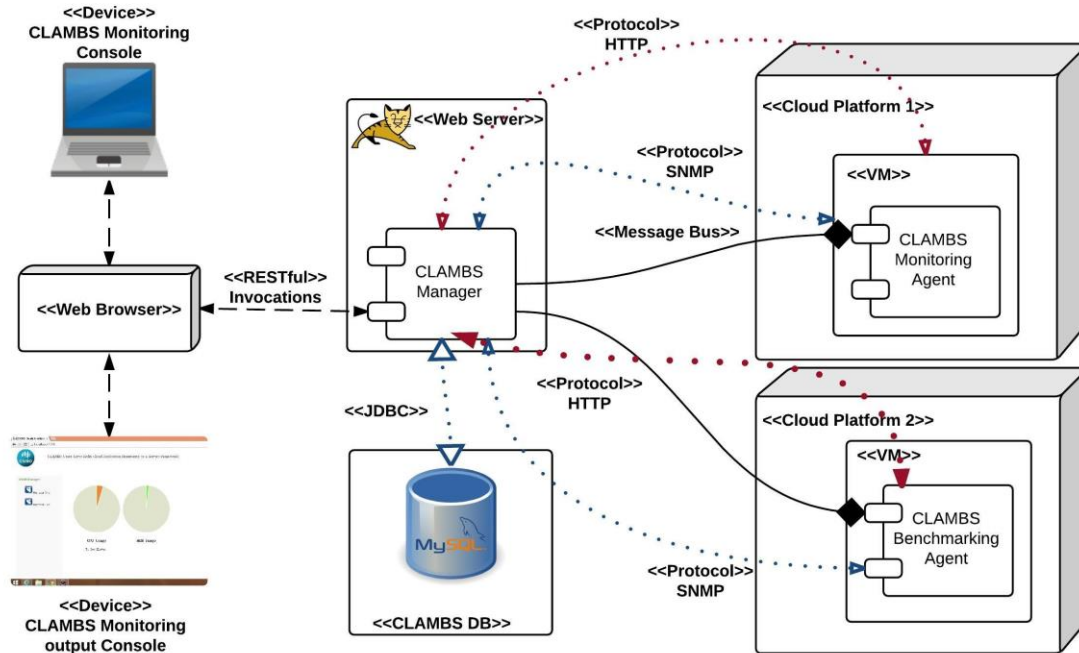 <<Device>>
CLAMBS Monitoring
Console
<<Protocol>>
HTTP
<<Cloud Platform 1>>
<<Web Server>>
<<Protocol>>
SNMP
<<VM>>
<<Message Bus>>
CLAMBS
Monitoring
Agent
CLAMBS
Manager
<<RESTful>>
Invocations
<<Web Browser>>
<<Protocol>>
HTTP
<<JDBC>>
<<Cloud Platform 2>>
<<VM>>
CLAMBS
Benchmarking
Agent
MySQL
<<Protocol>>
SNMP
<<CLAMBS DB>>
<<Device>>
CLAMBS Monitoring
output Console